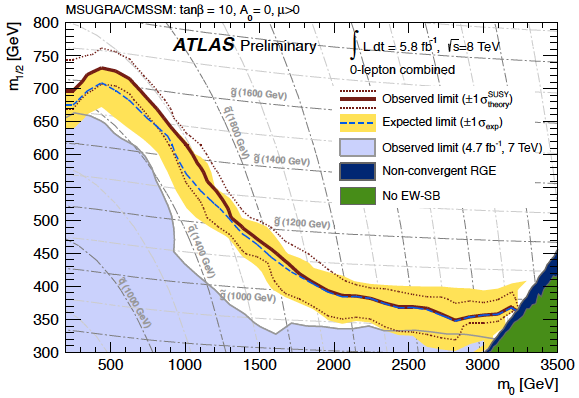 MSUGRA/CMSSM: tanβ = 10, A₀ = 0, μ>0
m₁/₂ [GeV]
800
750
700
650
600
550
500
450
400
350
300
ATLAS Preliminary
∫ L dt = 5.8 fb⁻¹, √s=8 TeV
0-lepton combined
Observed limit (±1 σ^SUSY_theory)
Expected limit (±1 σ_exp)
Observed limit (4.7 fb⁻¹, 7 TeV)
Non-convergent RGE
No EW-SB
g̃ (1600 GeV)
q̃ (1800 GeV)
g̃ (1400 GeV)
g̃ (1200 GeV)
q̃ (1400 GeV)
g̃ (1000 GeV)
q̃ (1000 GeV)
500 1000 1500 2000 2500 3000 3500
m₀ [GeV]